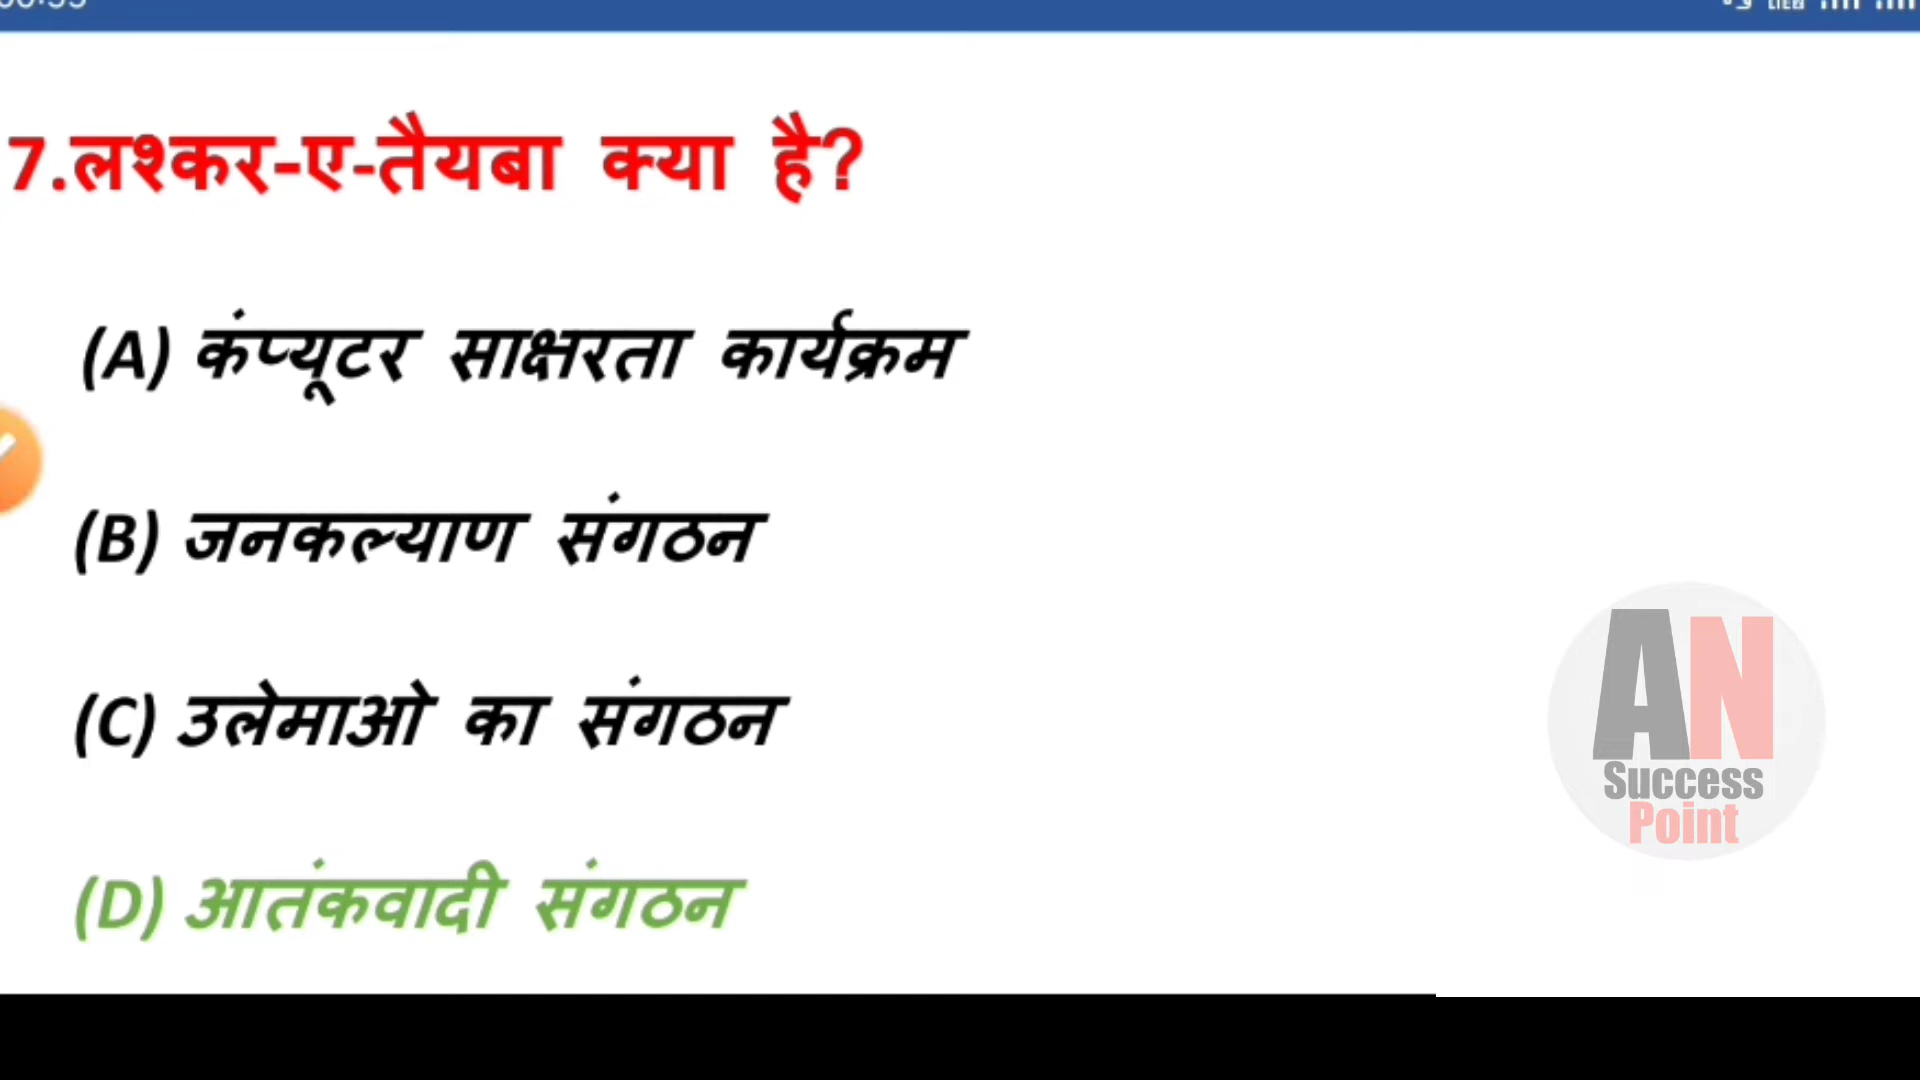 7.लश्कर-ए-तैयबा क्या है?
(A) कंप्यूटर साक्षरता कार्यक्रम
(B) जनकल्याण संगठन
(C) उलेमाओ का संगठन
(D) आतंकवादी संगठन
AN
Success
Point